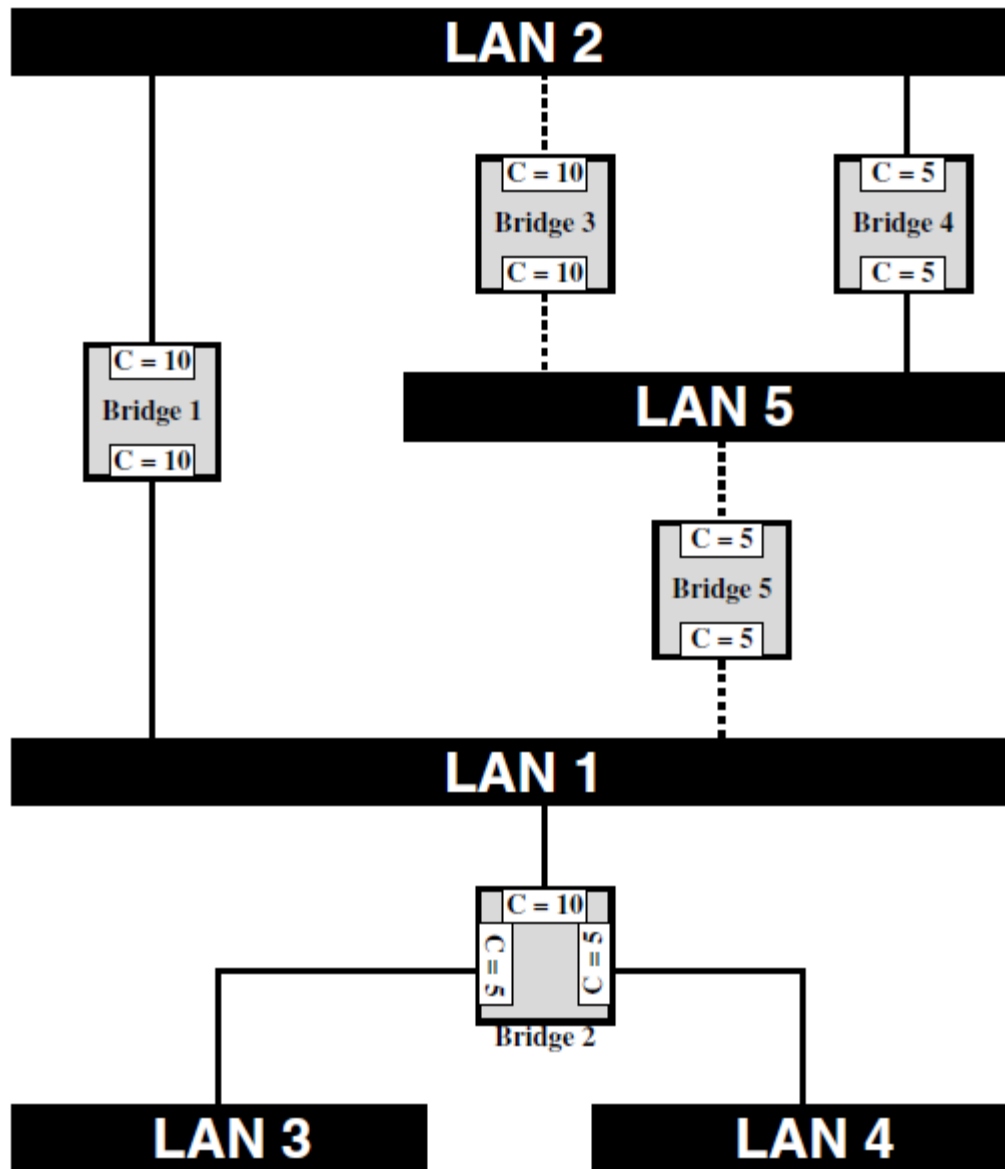 LAN 2
C = 10
Bridge 3
C = 10
C = 5
Bridge 4
C = 5
C = 10
Bridge 1
C = 10
LAN 5
C = 5
Bridge 5
C = 5
LAN 1
C = 10
C = 5
C = 5
Bridge 2
LAN 3
LAN 4